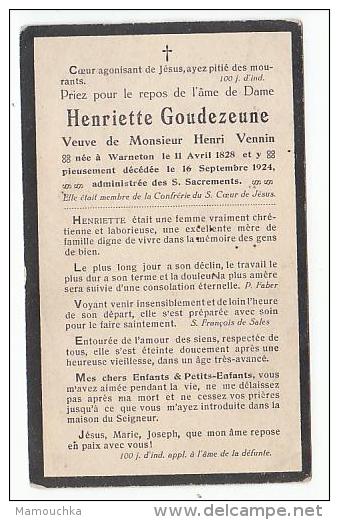 Cœur agonisant de Jésus, ayez pitié des mou-
rants. 100 j. d'ind.
Priez pour le repos de l'âme de Dame
Henriette Goudezeune
Veuve de Monsieur Henri Vennin
née à Warneton le 11 Avril 1828 et y
pieusement décédée le 16 Septembre 1924,
administrée des S. Sacrements.
Elle était membre de la Confrérie du S. Cœur de Jésus.
HENRIETTE était une femme vraiment chré-
tienne et laborieuse, une excellente mère de
famille digne de vivre dans la mémoire des gens
de bien.
Le plus long jour a son déclin, le travail le
plus dur a son terme et la douleur la plus amère
sera suivie d'une consolation éternelle. P. Faber
Voyant venir insensiblement et de loin l'heure
de son départ, elle s'est préparée avec soin
pour le faire saintement. S. François de Sales
Entourée de l'amour des siens, respectée de
tous, elle s'est éteinte doucement après une
heureuse vieillesse, dans un âge très-avancé.
Mes chers Enfants & Petits-Enfants, vous
m'avez aimée pendant la vie, ne me délaissez
pas après ma mort et ne cessez vos prières
jusqu'à ce que vous m'ayez introduite dans la
maison du Seigneur.
Jésus, Marie, Joseph, que mon âme repose
en paix avec vous!
100 j. d'ind. appl. à l'âme de la défunte.
Mamouchka
delcampe.net